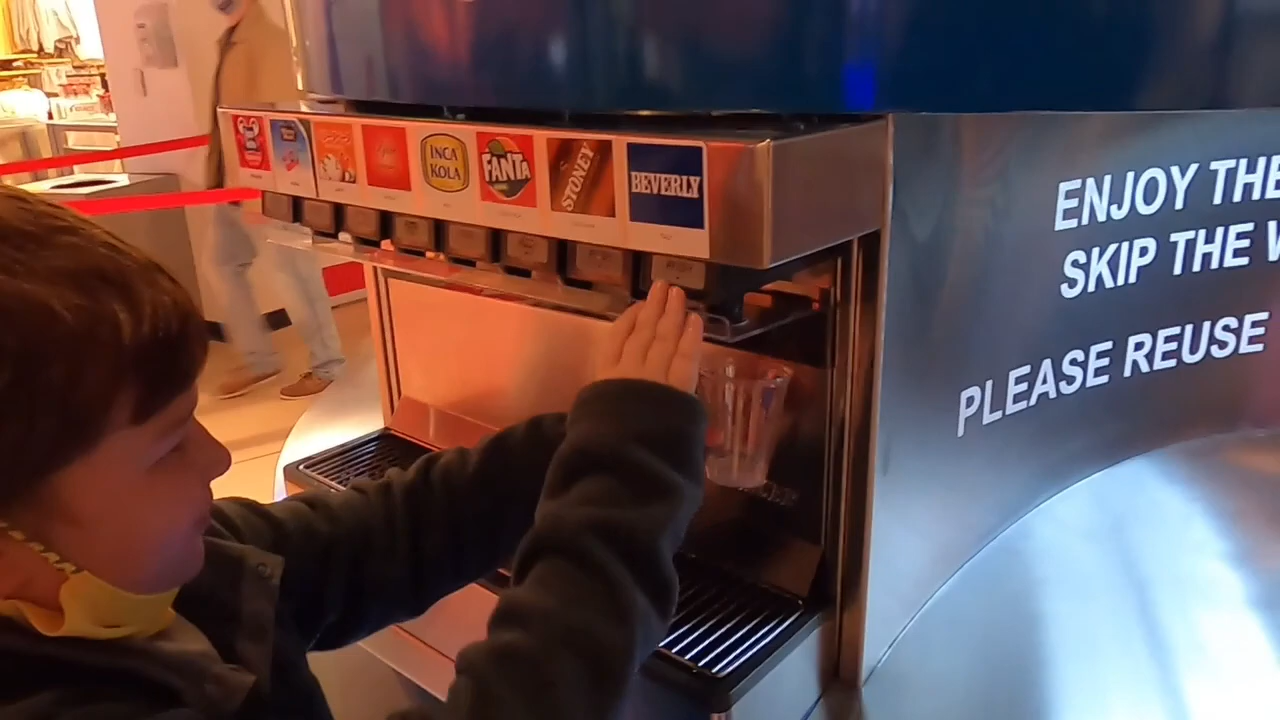 INCA
KOLA
FANTA
STONEY
BEVERLY
ENJOY THE
SKIP THE
PLEASE REUSE